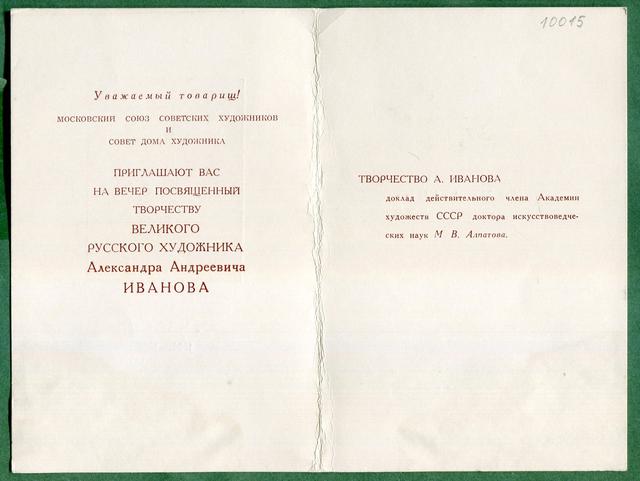 Уважаемый товарищ!
МОСКОВСКИЙ СОЮЗ СОВЕТСКИХ ХУДОЖНИКОВ
И
СОВЕТ ДОМА ХУДОЖНИКА
ПРИГЛАШАЮТ ВАС
НА ВЕЧЕР ПОСВЯЩЕННЫЙ
ТВОРЧЕСТВУ
ВЕЛИКОГО
РУССКОГО ХУДОЖНИКА
Александра Андреевича
ИВАНОВА
10015
ТВОРЧЕСТВО А. ИВАНОВА
доклад действительного члена Академии
художеств СССР доктора искусствоведче-
ских наук М В. Алпатова.